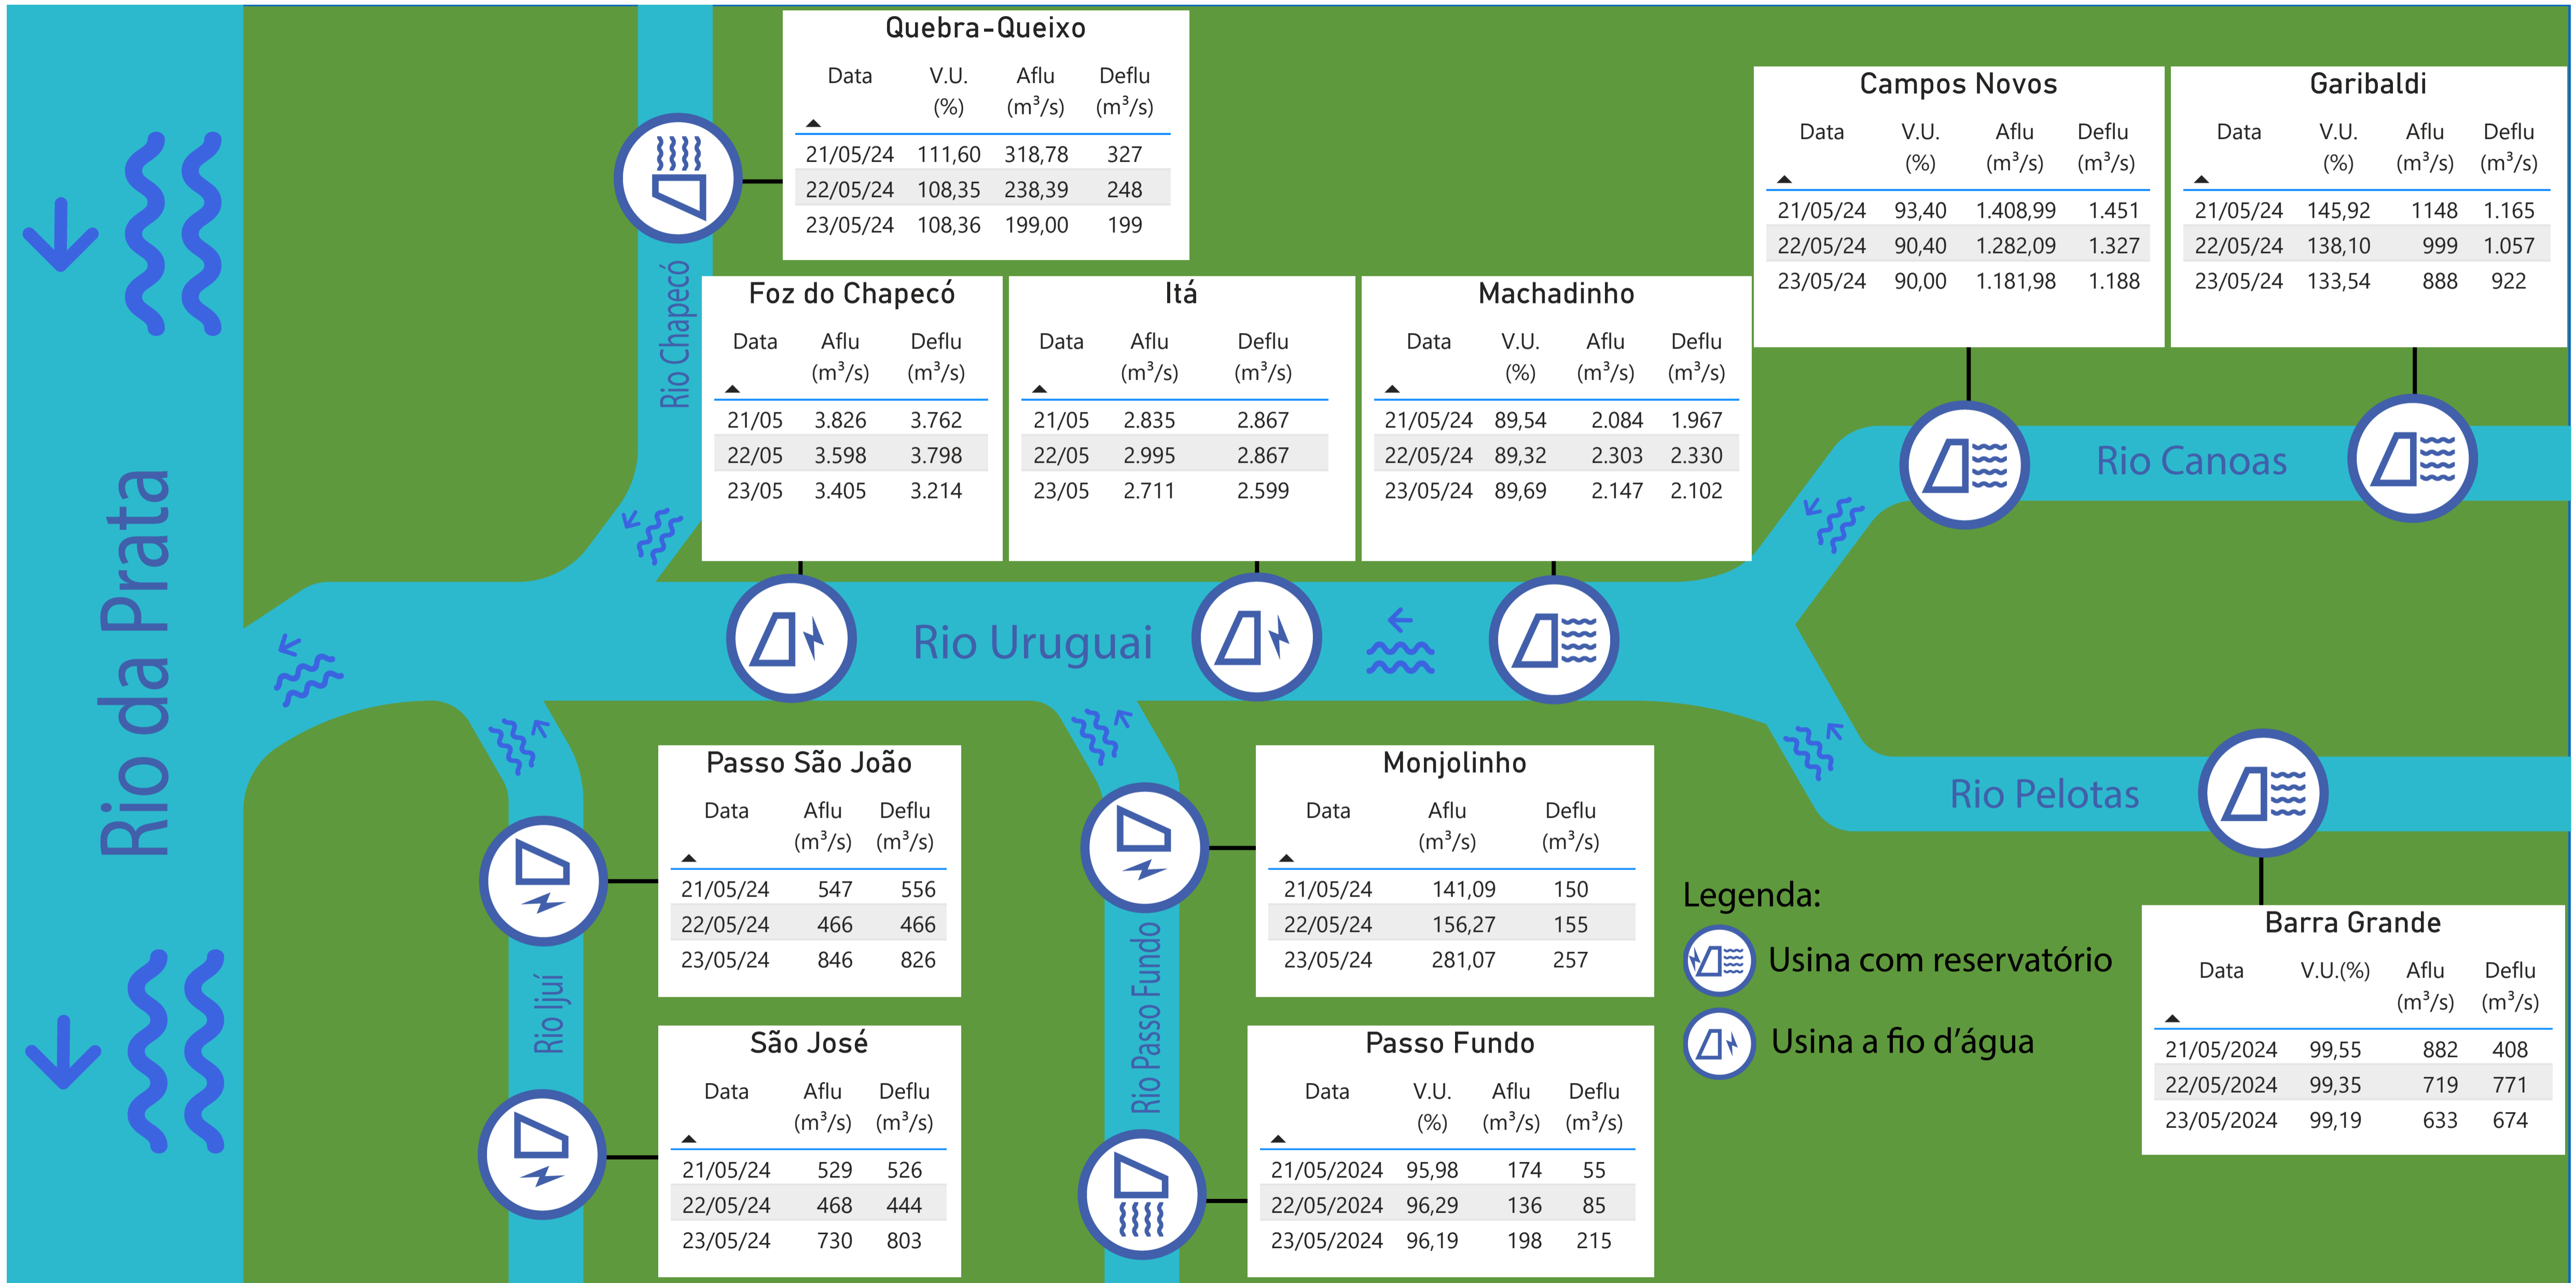 Rio da Prata
Quebra-Queixo
Data V.U. Aflu Deflu
(%) (m³/s) (m³/s)
21/05/24 111,60 318,78 327
22/05/24 108,35 238,39 248
23/05/24 108,36 199,00 199
Rio Chapecó
Foz do Chapecó
Data Aflu Deflu
(m³/s) (m³/s)
21/05 3.826 3.762
22/05 3.598 3.798
23/05 3.405 3.214
Itá
Data Aflu Deflu
(m³/s) (m³/s)
21/05 2.835 2.867
22/05 2.995 2.867
23/05 2.711 2.599
Machadinho
Data V.U. Aflu Deflu
(%) (m³/s) (m³/s)
21/05/24 89,54 2.084 1.967
22/05/24 89,32 2.303 2.330
23/05/24 89,69 2.147 2.102
Campos Novos
Data V.U. Aflu Deflu
(%) (m³/s) (m³/s)
21/05/24 93,40 1.408,99 1.451
22/05/24 90,40 1.282,09 1.327
23/05/24 90,00 1.181,98 1.188
Garibaldi
Data V.U. Aflu Deflu
(%) (m³/s) (m³/s)
21/05/24 145,92 1148 1.165
22/05/24 138,10 999 1.057
23/05/24 133,54 888 922
Rio Canoas
Rio Uruguai
Rio Pelotas
Passo São João
Data Aflu Deflu
(m³/s) (m³/s)
21/05/24 547 556
22/05/24 466 466
23/05/24 846 826
Rio Ijuí
São José
Data Aflu Deflu
(m³/s) (m³/s)
21/05/24 529 526
22/05/24 468 444
23/05/24 730 803
Monjolinho
Data Aflu Deflu
(m³/s) (m³/s)
21/05/24 141,09 150
22/05/24 156,27 155
23/05/24 281,07 257
Rio Passo Fundo
Passo Fundo
Data V.U. Aflu Deflu
(%) (m³/s) (m³/s)
21/05/2024 95,98 174 55
22/05/2024 96,29 136 85
23/05/2024 96,19 198 215
Legenda:
Usina com reservatório
Usina a fio d’água
Barra Grande
Data V.U.(%) Aflu Deflu
(m³/s) (m³/s)
21/05/2024 99,55 882 408
22/05/2024 99,35 719 771
23/05/2024 99,19 633 674